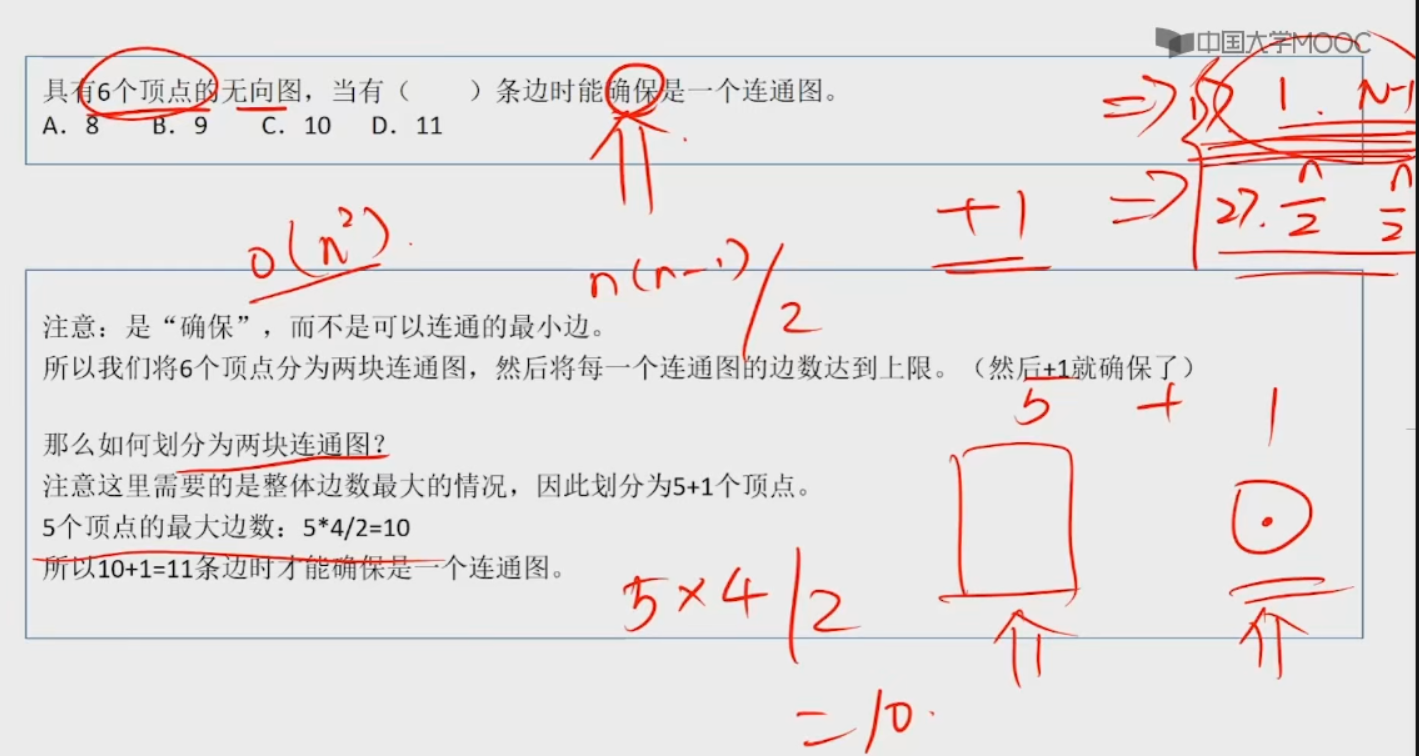 中国大学MOOC
具有6个顶点的无向图，当有（　　）条边时能确保是一个连通图。
A. 8　B. 9　C. 10　D. 11
1. N-1
27. n/2 n/2
+1
O(n²)
n(n-1)/2
注意：是“确保”，而不是可以连通的最小边。
所以我们将6个顶点分为两块连通图，然后将每一个连通图的边数达到上限。（然后+1就确保了）
5 + 1
那么如何划分为两块连通图？
注意这里需要的是整体边数最大的情况，因此划分为5+1个顶点。
5个顶点的最大边数：5*4/2=10
所以10+1=11条边时才能确保是一个连通图。
5×4/2
=10